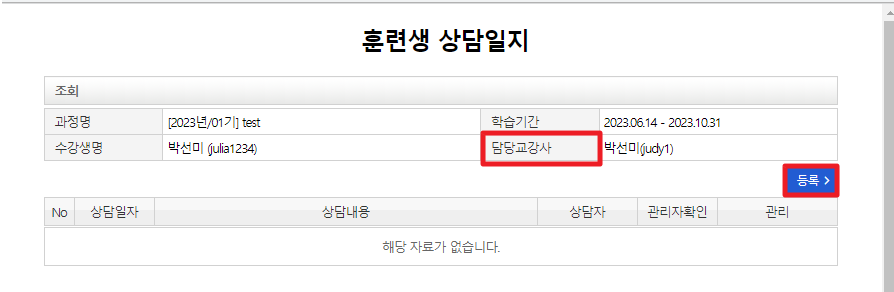 훈련생 상담일지
조회
과정명 [2023년/01기] test 학습기간 2023.06.14 - 2023.10.31
수강생명 박선미 (julia1234) 담당교강사 박선미(judy1)
등록 >
No 상담일자 상담내용 상담자 관리자확인 관리
해당 자료가 없습니다.